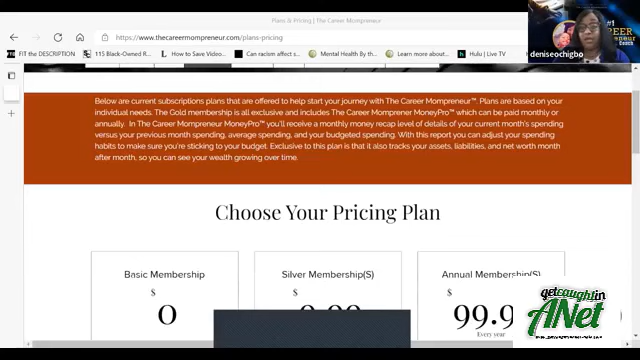 Plans & Pricing | The Career Mompreneur
https://www.thecareermompreneur.com/plans-pricing
FIT the DESCRIPTION
115 Black-Owned R...
How to Save Video...
Can racism affect s...
Mental Health By th...
Learn more about...
Hulu | Live TV
#1
deniseochigbo
Below are current subscriptions plans that are offered to help start your journey with The Career Mompreneur™. Plans are based on your
individual needs. The Gold membership is all exclusive and includes The Career Mompreneur MoneyPro™ which can be paid monthly or
annually. In The Career Mompreneur MoneyPro™ you'll receive a monthly money recap level of details of your current month's spending
versus your previous month spending, average spending, and your budgeted spending. With this report you can adjust your spending
habits to make sure you're sticking to your budget. Exclusive to this plan is that it also tracks your assets, liabilities, and net worth month
after month, so you can see your wealth growing over time.
Choose Your Pricing Plan
Basic Membership
$
0
Silver Membership(S)
$
Annual Membership(S)
$
99.9
Every year
getcaughtin
ANet